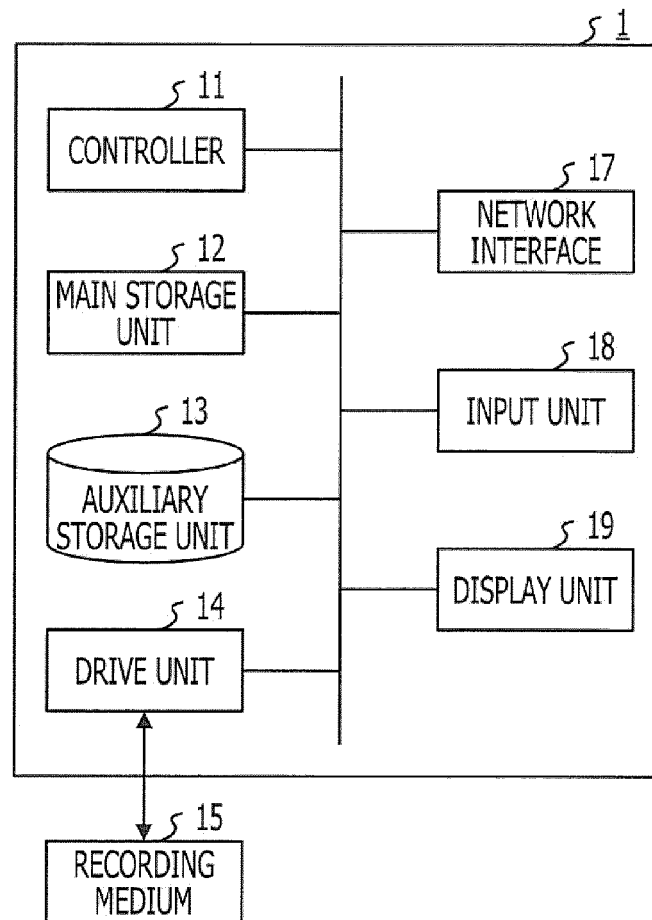 1
11
CONTROLLER
17
NETWORK
INTERFACE
12
MAIN STORAGE
UNIT
18
INPUT UNIT
13
AUXILIARY
STORAGE UNIT
19
DISPLAY UNIT
14
DRIVE UNIT
15
RECORDING
MEDIUM